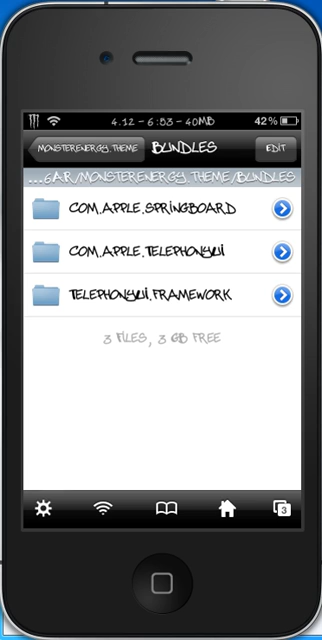 4.12 - 6:53 - 40MB 42%
MONSTERENERGY.THEME BUNDLES EDIT
...6AR/MONSTERENERGY.THEME/BUNDLES
COM.APPLE.SPRINGBOARD
COM.APPLE.TELEPHONYUI
TELEPHONYUI.FRAMEWORK
3 FILES, 3 GB FREE
3